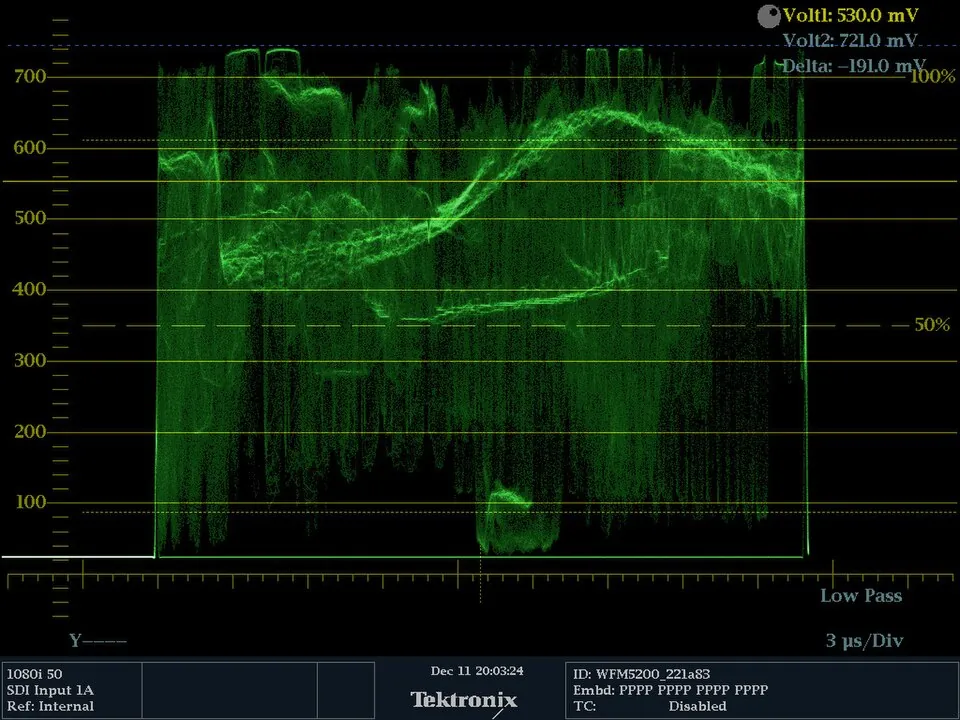 Volt1: 530.0 mV
Volt2: 721.0 mV
Delta: -191.0 mV
700
100%
600
500
400
50%
300
200
100
Low Pass
Y----
3 µs/Div
1080i 50
SDI Input 1A
Ref: Internal
Dec 11 20:03:24
Tektronix
ID: WFM5200_221a83
Embd: PPPP PPPP PPPP PPPP
TC: Disabled